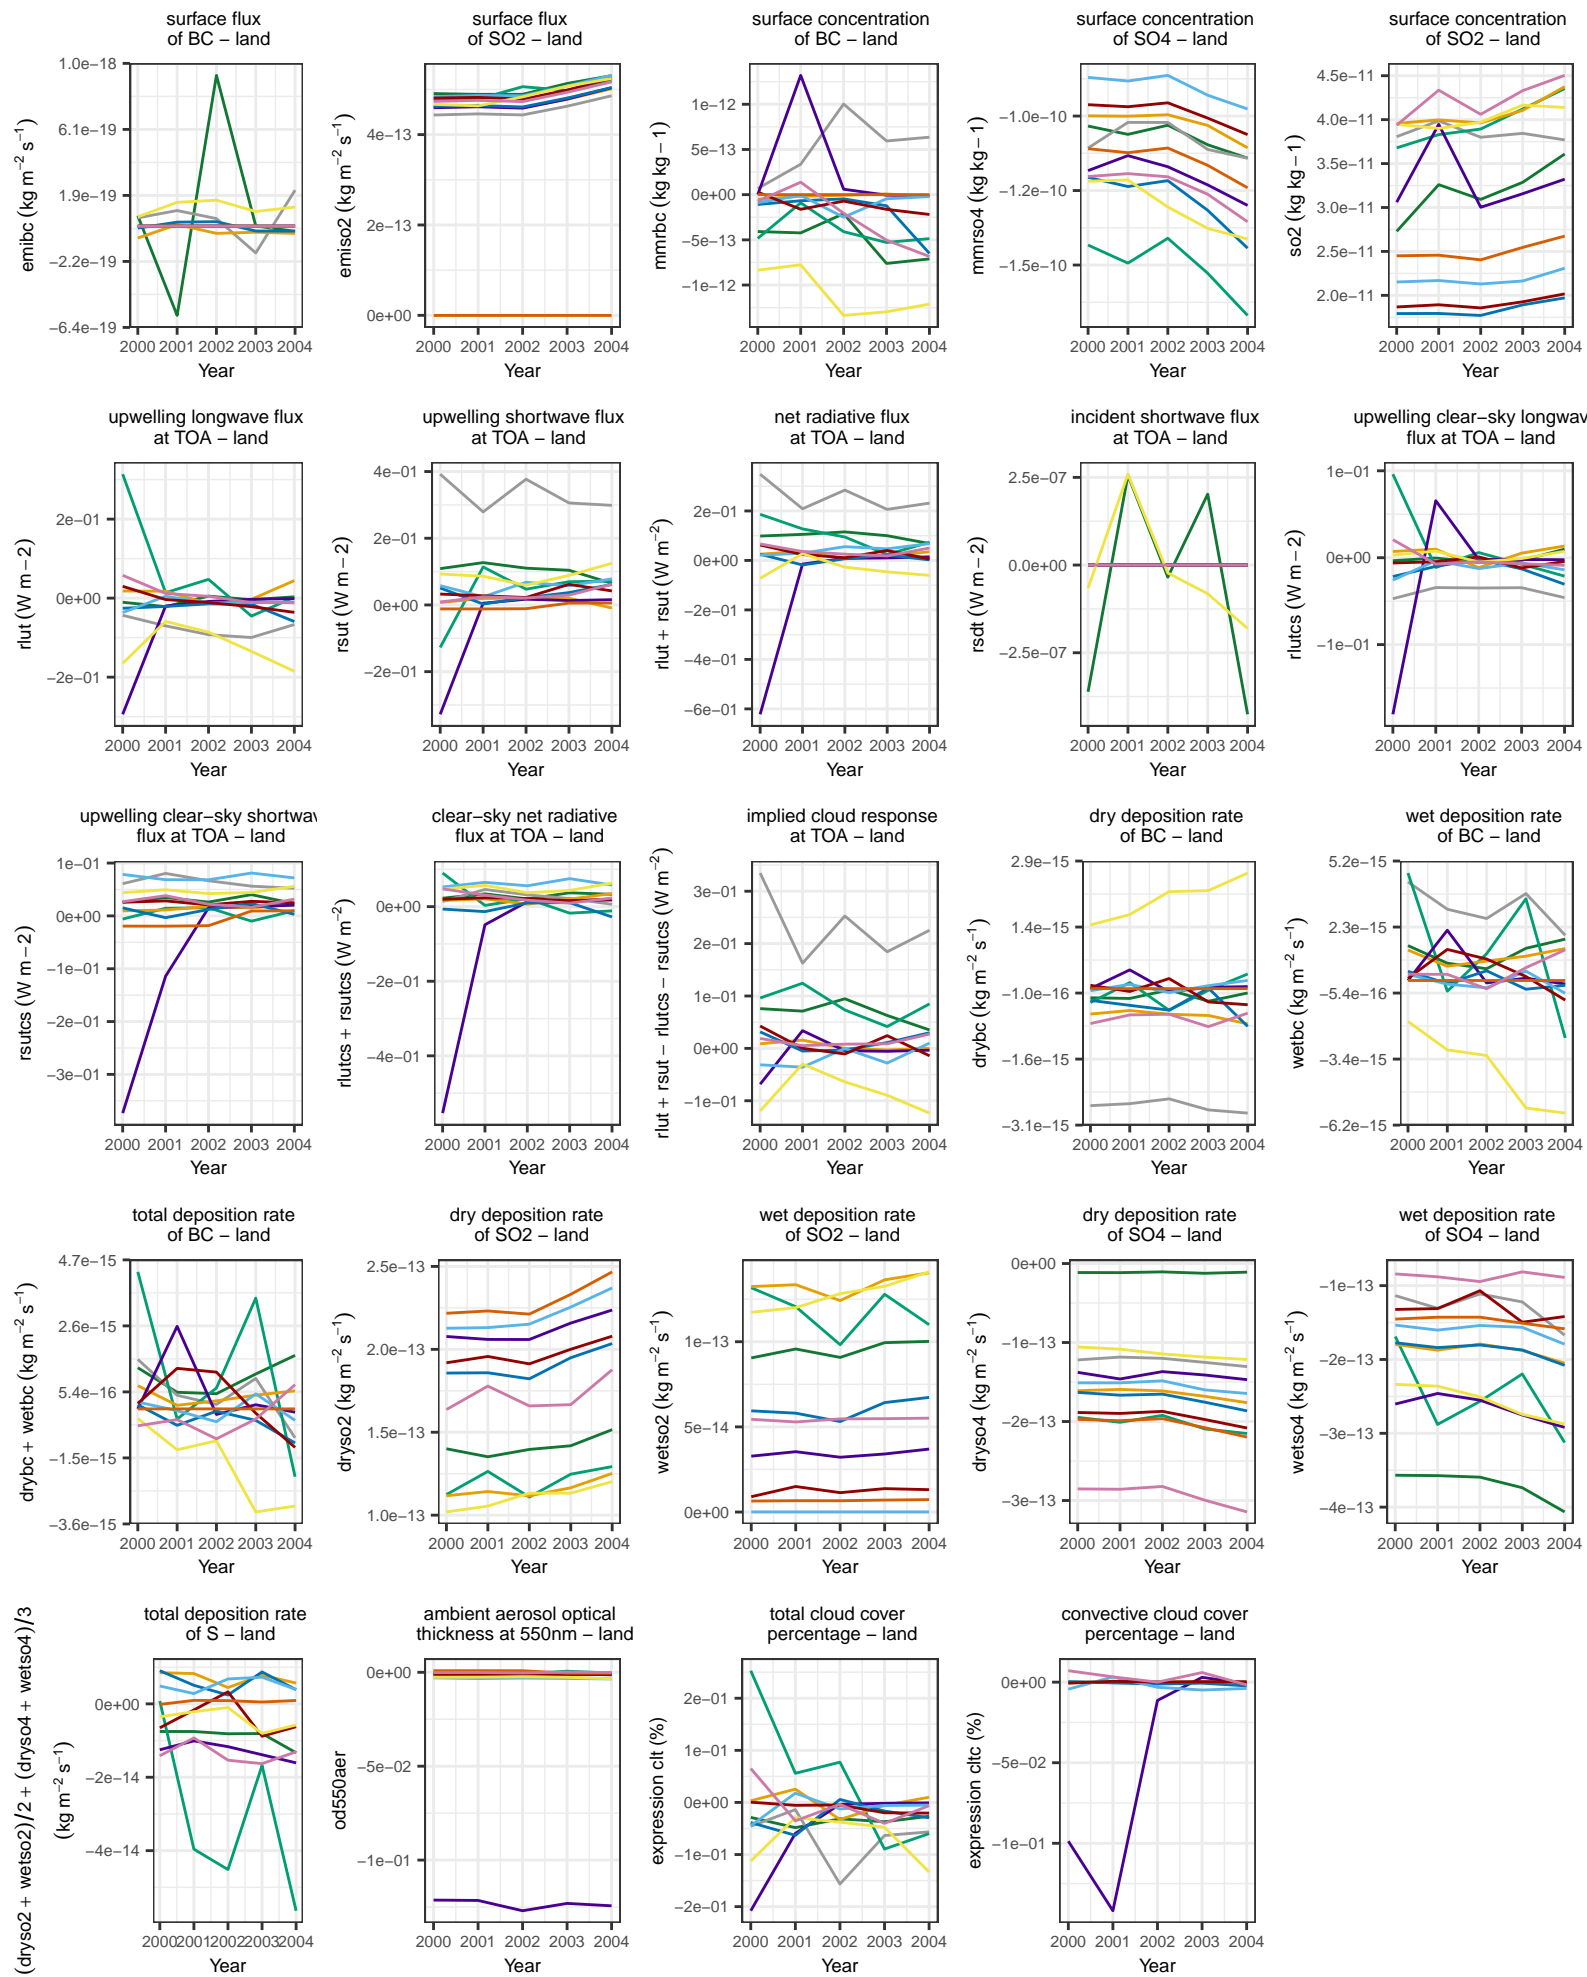 surface flux
of BC − land
surface flux
of SO2 − land
surface concentration
of BC − land
surface concentration
of SO4 − land
surface concentration
of SO2 − land
emibc (kg m−2 s−1)
1.0e−18
6.1e−19
1.9e−19
−2.2e−19
−6.4e−19
2000 2001 2002 2003 2004
Year
emiso2 (kg m−2 s−1)
4e−13
2e−13
0e+00
2000 2001 2002 2003 2004
Year
mmrbc (kg kg−1)
1e−12
5e−13
0e+00
−5e−13
−1e−12
2000 2001 2002 2003 2004
Year
mmrso4 (kg kg−1)
−1.0e−10
−1.2e−10
−1.5e−10
2000 2001 2002 2003 2004
Year
so2 (kg kg−1)
4.5e−11
4.0e−11
3.5e−11
3.0e−11
2.5e−11
2.0e−11
2000 2001 2002 2003 2004
Year
upwelling longwave flux
at TOA − land
upwelling shortwave flux
at TOA − land
net radiative flux
at TOA − land
incident shortwave flux
at TOA − land
upwelling clear−sky longwav
flux at TOA − land
rlut (W m−2)
2e−01
0e+00
−2e−01
2000 2001 2002 2003 2004
Year
rsut (W m−2)
4e−01
2e−01
0e+00
−2e−01
2000 2001 2002 2003 2004
Year
rlut + rsut (W m−2)
2e−01
0e+00
−2e−01
−4e−01
−6e−01
2000 2001 2002 2003 2004
Year
rsdt (W m−2)
2.5e−07
0.0e+00
−2.5e−07
2000 2001 2002 2003 2004
Year
rlutcs (W m−2)
1e−01
0e+00
−1e−01
2000 2001 2002 2003 2004
Year
upwelling clear−sky shortwav
flux at TOA − land
clear−sky net radiative
flux at TOA − land
implied cloud response
at TOA − land
dry deposition rate
of BC − land
wet deposition rate
of BC − land
rsutcs (W m−2)
1e−01
0e+00
−1e−01
−2e−01
−3e−01
2000 2001 2002 2003 2004
Year
rlutcs + rsutcs (W m−2)
0e+00
−2e−01
−4e−01
2000 2001 2002 2003 2004
Year
rlut + rsut − rlutcs − rsutcs (W m−2)
3e−01
2e−01
1e−01
0e+00
−1e−01
2000 2001 2002 2003 2004
Year
drybc (kg m−2 s−1)
2.9e−15
1.4e−15
−1.0e−16
−1.6e−15
−3.1e−15
2000 2001 2002 2003 2004
Year
wetbc (kg m−2 s−1)
5.2e−15
2.3e−15
−5.4e−16
−3.4e−15
−6.2e−15
2000 2001 2002 2003 2004
Year
total deposition rate
of BC − land
dry deposition rate
of SO2 − land
wet deposition rate
of SO2 − land
dry deposition rate
of SO4 − land
wet deposition rate
of SO4 − land
drybc + wetbc (kg m−2 s−1)
4.7e−15
2.6e−15
5.4e−16
−1.5e−15
−3.6e−15
2000 2001 2002 2003 2004
Year
dryso2 (kg m−2 s−1)
2.5e−13
2.0e−13
1.5e−13
1.0e−13
2000 2001 2002 2003 2004
Year
wetso2 (kg m−2 s−1)
1e−13
5e−14
0e+00
2000 2001 2002 2003 2004
Year
dryso4 (kg m−2 s−1)
0e+00
−1e−13
−2e−13
−3e−13
2000 2001 2002 2003 2004
Year
wetso4 (kg m−2 s−1)
−1e−13
−2e−13
−3e−13
−4e−13
2000 2001 2002 2003 2004
Year
total deposition rate
of S − land
ambient aerosol optical
thickness at 550nm − land
total cloud cover
percentage − land
convective cloud cover
percentage − land
(dryso2 + wetso2)/2 + (dryso4 + wetso4)/3
(kg m−2 s−1)
0e+00
−2e−14
−4e−14
2000 2001 2002 2003 2004
Year
od550aer
0e+00
−5e−02
−1e−01
2000 2001 2002 2003 2004
Year
expression clt (%)
2e−01
1e−01
0e+00
−1e−01
−2e−01
2000 2001 2002 2003 2004
Year
expression cltc (%)
0e+00
−5e−02
−1e−01
2000 2001 2002 2003 2004
Year